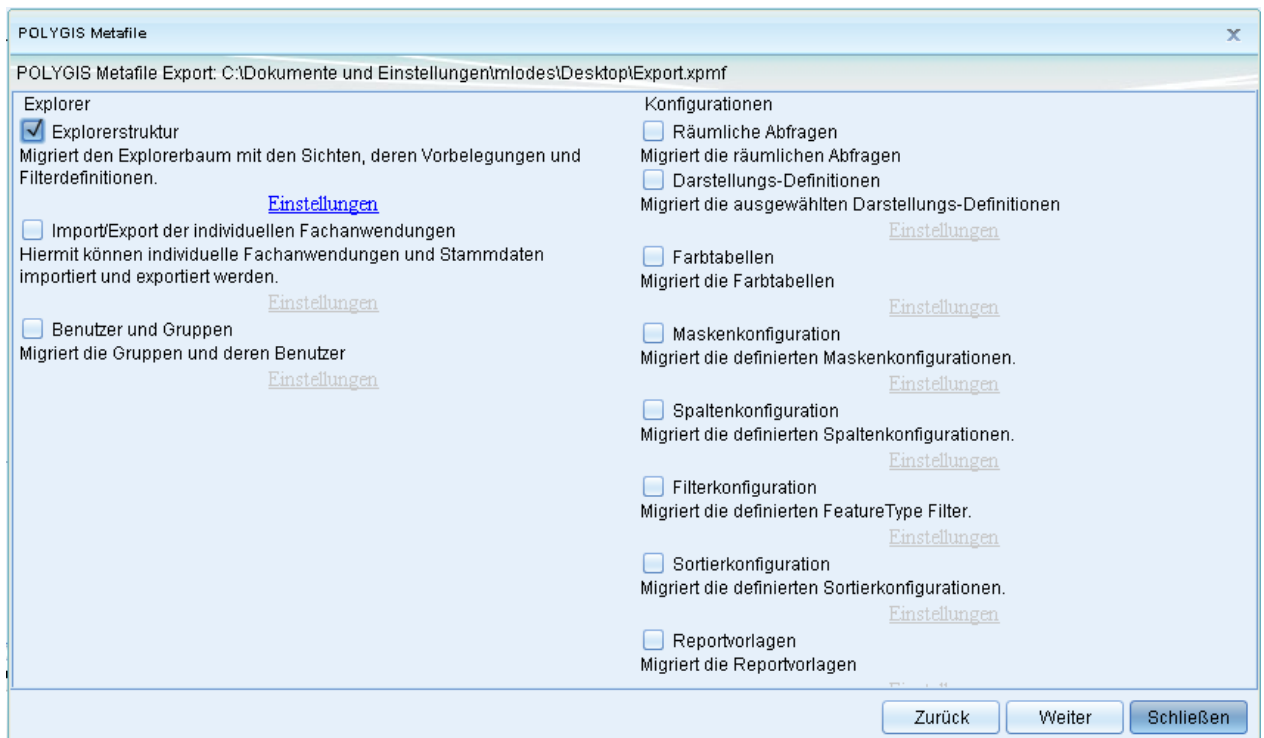 POLYGIS Metafile
x
POLYGIS Metafile Export: C:\Dokumente und Einstellungen\mlodes\Desktop\Export.xpmf
Explorer
Explorerstruktur
Migriert den Explorerbaum mit den Sichten, deren Vorbelegungen und
Filterdefinitionen.
Einstellungen
Import/Export der individuellen Fachanwendungen
Hiermit können individuelle Fachanwendungen und Stammdaten
importiert und exportiert werden.
Einstellungen
Benutzer und Gruppen
Migriert die Gruppen und deren Benutzer
Einstellungen
Konfigurationen
Räumliche Abfragen
Migriert die räumlichen Abfragen
Darstellungs-Definitionen
Migriert die ausgewählten Darstellungs-Definitionen
Einstellungen
Farbtabellen
Migriert die Farbtabellen
Einstellungen
Maskenkonfiguration
Migriert die definierten Maskenkonfigurationen.
Einstellungen
Spaltenkonfiguration
Migriert die definierten Spaltenkonfigurationen.
Einstellungen
Filterkonfiguration
Migriert die definierten FeatureType Filter.
Einstellungen
Sortierkonfiguration
Migriert die definierten Sortierkonfigurationen.
Einstellungen
Reportvorlagen
Migriert die Reportvorlagen
Zurück
Weiter
Schließen